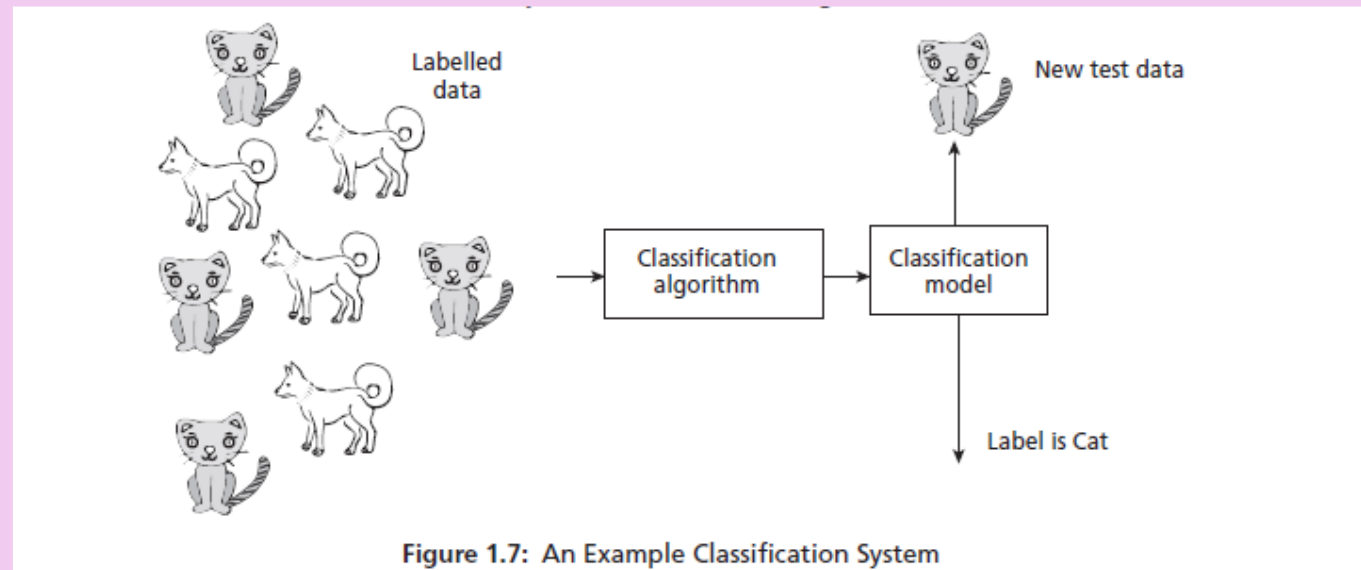 Labelled
data
New test data
Classification
algorithm
Classification
model
Label is Cat
Figure 1.7: An Example Classification System